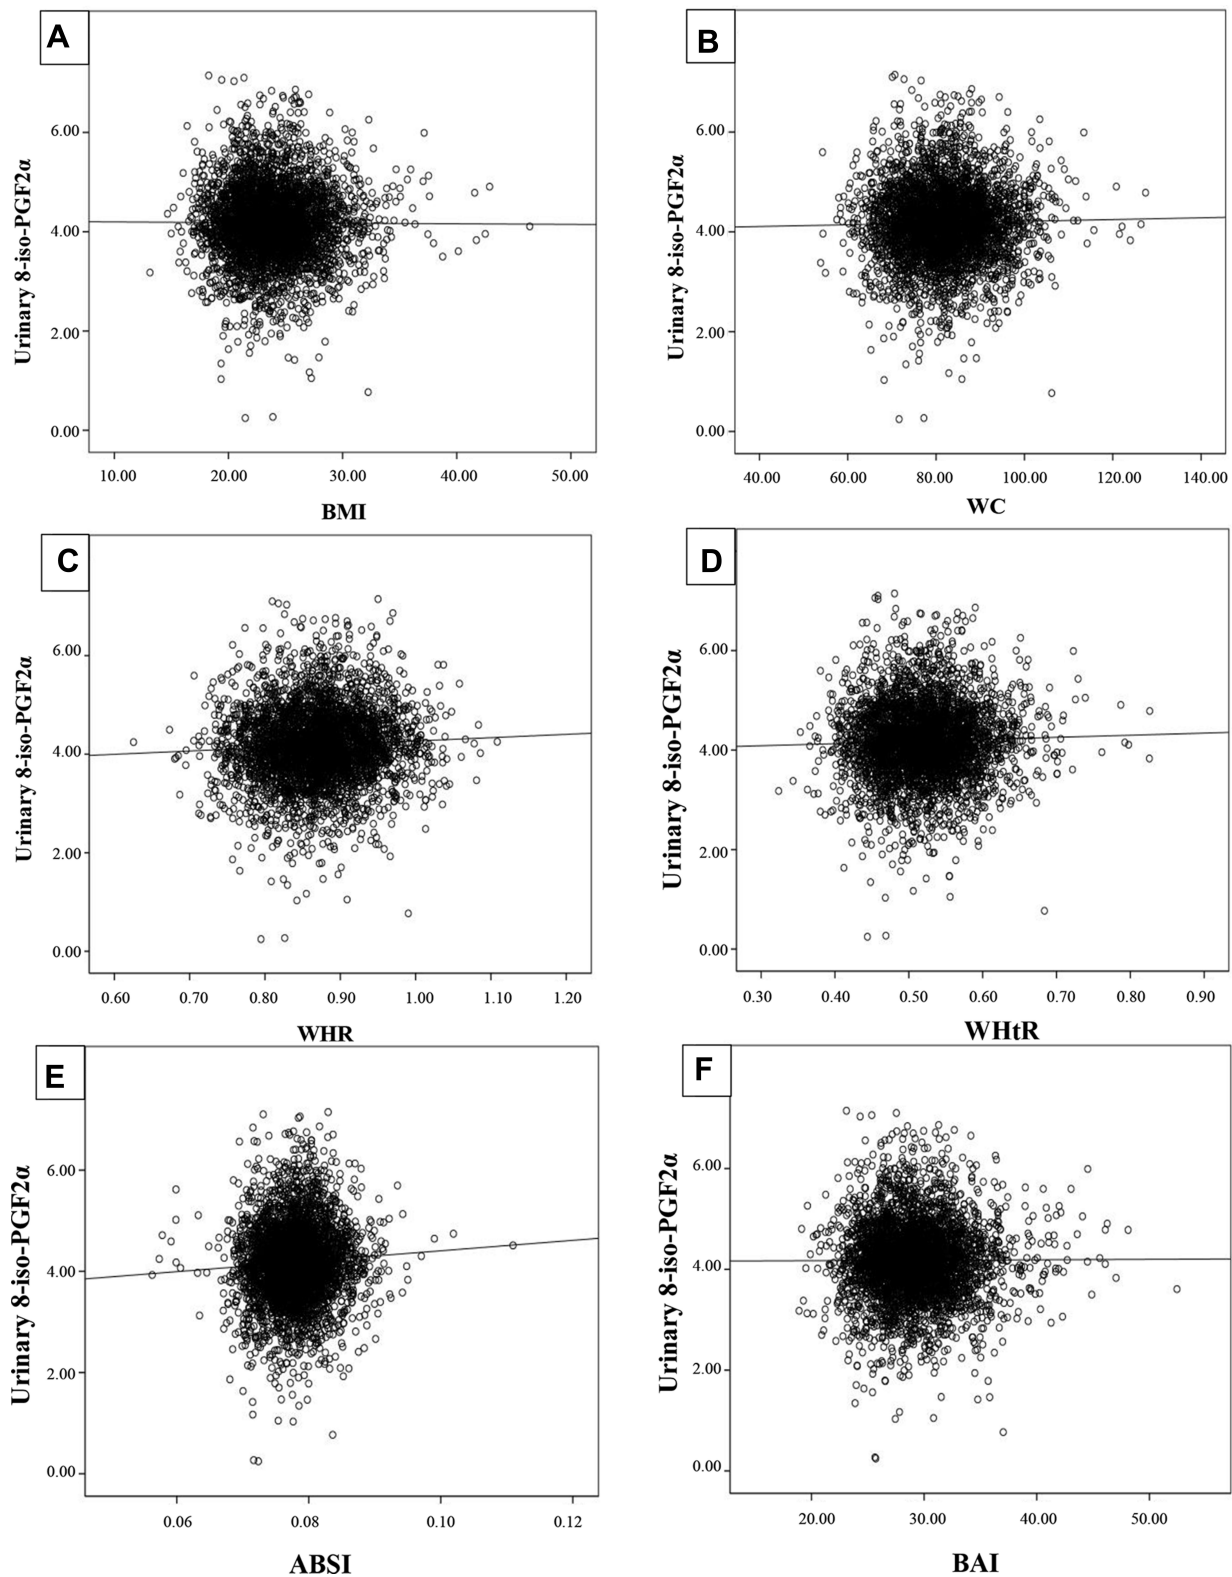 A
Urinary 8-iso-PGF2α
6.00
4.00
2.00
0.00
10.00 20.00 30.00 40.00 50.00
BMI
B
Urinary 8-iso-PGF2α
6.00
4.00
2.00
0.00
40.00 60.00 80.00 100.00 120.00 140.00
WC
C
Urinary 8-iso-PGF2α
6.00
4.00
2.00
0.00
0.60 0.70 0.80 0.90 1.00 1.10 1.20
WHR
D
Urinary 8-iso-PGF2α
6.00
4.00
2.00
0.00
0.30 0.40 0.50 0.60 0.70 0.80 0.90
WHtR
E
Urinary 8-iso-PGF2α
6.00
4.00
2.00
0.00
0.06 0.08 0.10 0.12
ABSI
F
Urinary 8-iso-PGF2α
6.00
4.00
2.00
0.00
20.00 30.00 40.00 50.00
BAI